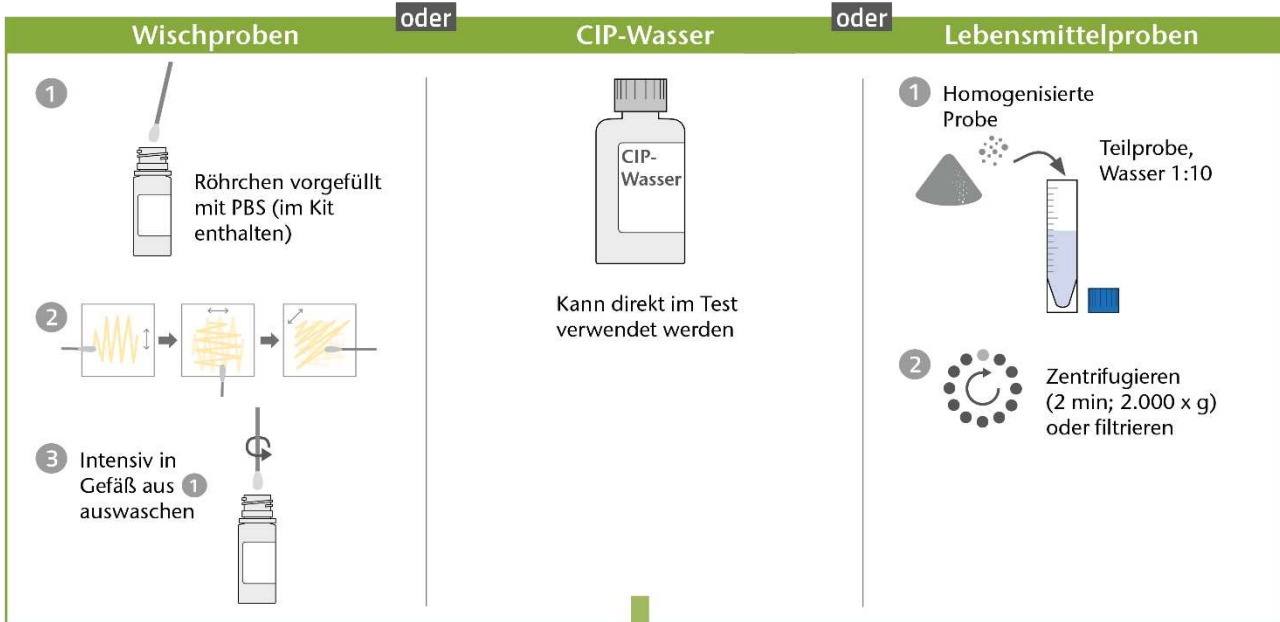 oder
oder
Wischproben
CIP-Wasser
Lebensmittelproben
1
Röhrchen vorgefüllt
mit PBS (im Kit
enthalten)
2
3 Intensiv in
Gefäß aus 1
auswaschen
CIP-
Wasser
Kann direkt im Test
verwendet werden
1 Homogenisierte
Probe
Teilprobe,
Wasser 1:10
2 Zentrifugieren
(2 min; 2.000 x g)
oder filtrieren